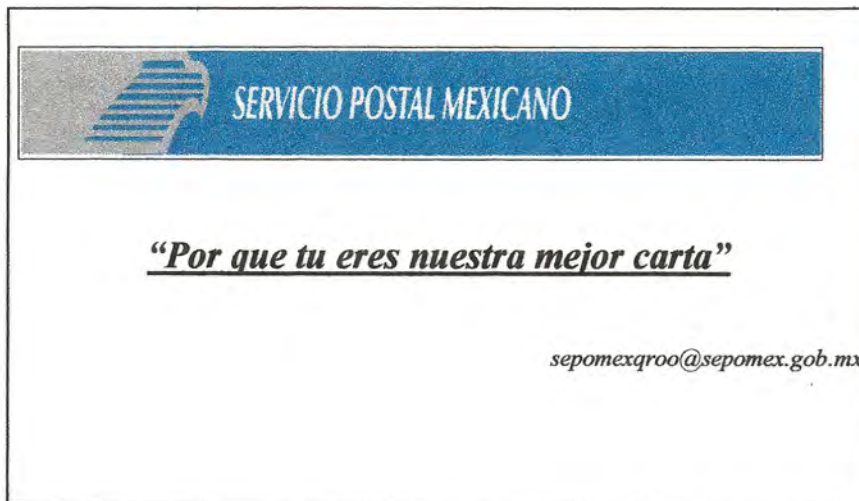 SERVICIO POSTAL MEXICANO
“Por que tu eres nuestra mejor carta”
sepomexqroo@sepomex.gob.mx